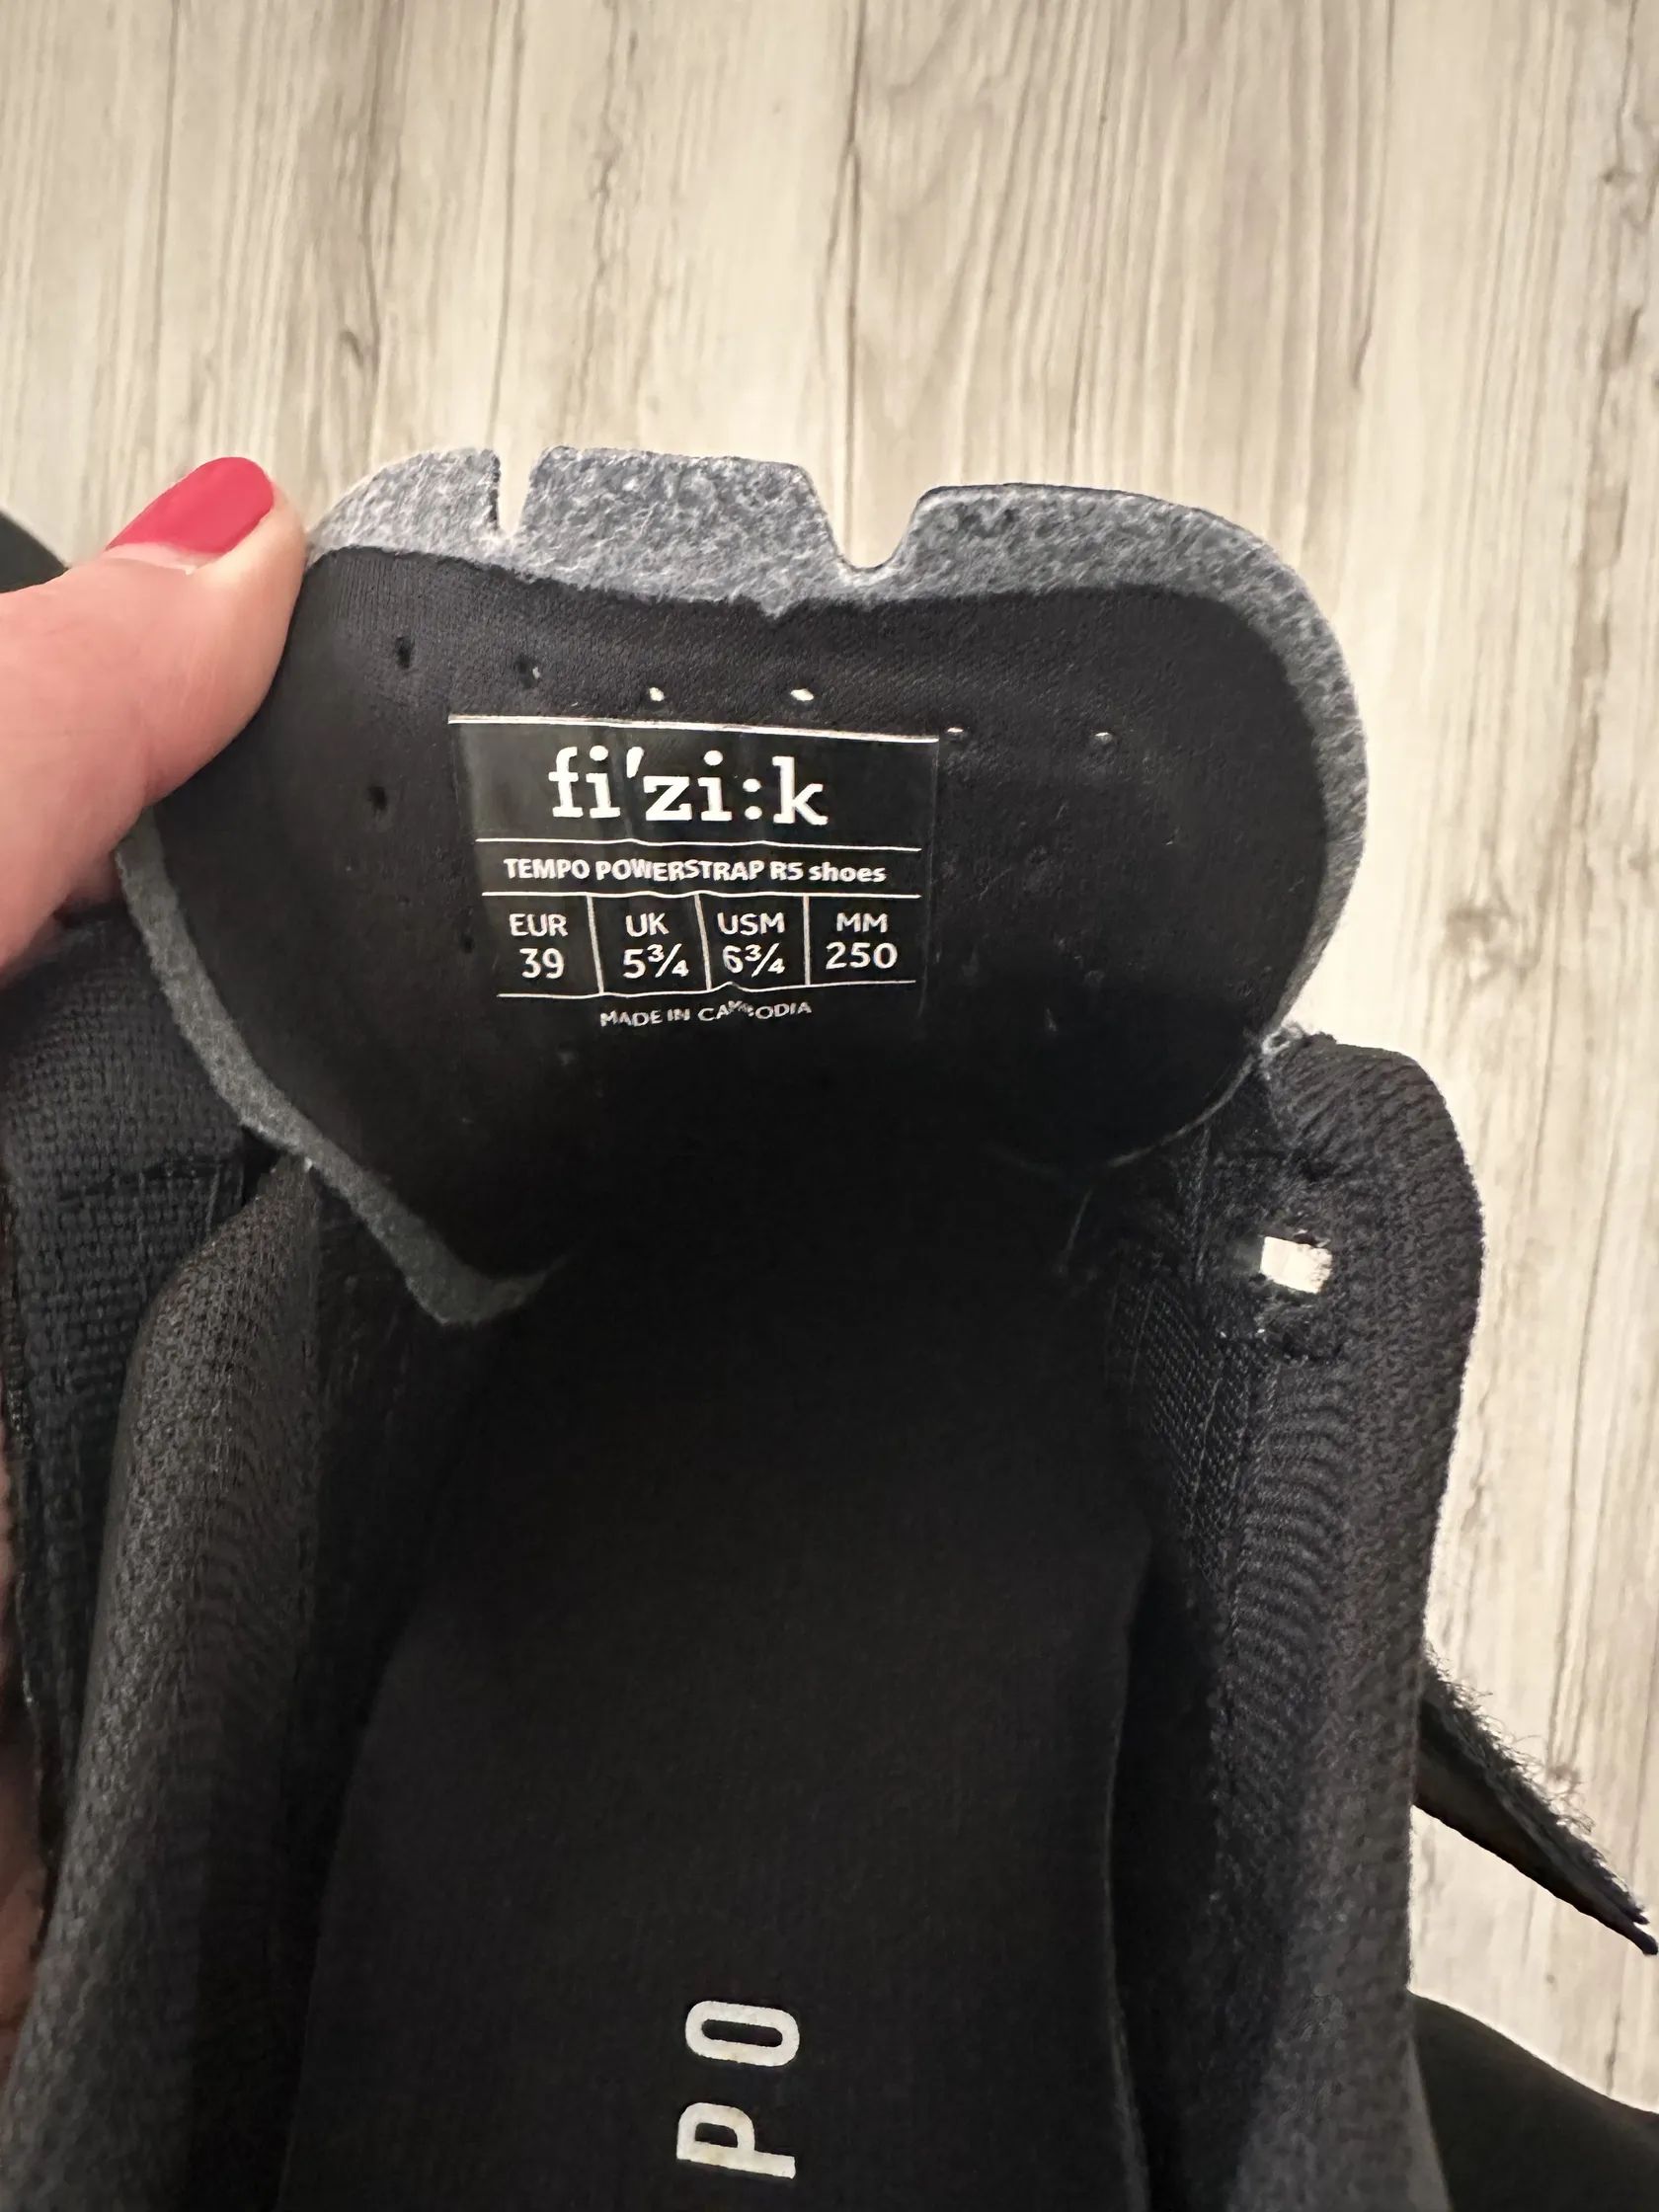 fi'zi:k
TEMPO POWERSTRAP R5 shoes
EUR UK USM MM
39 5¾ 6¾ 250
MADE IN CAMBODIA
PO